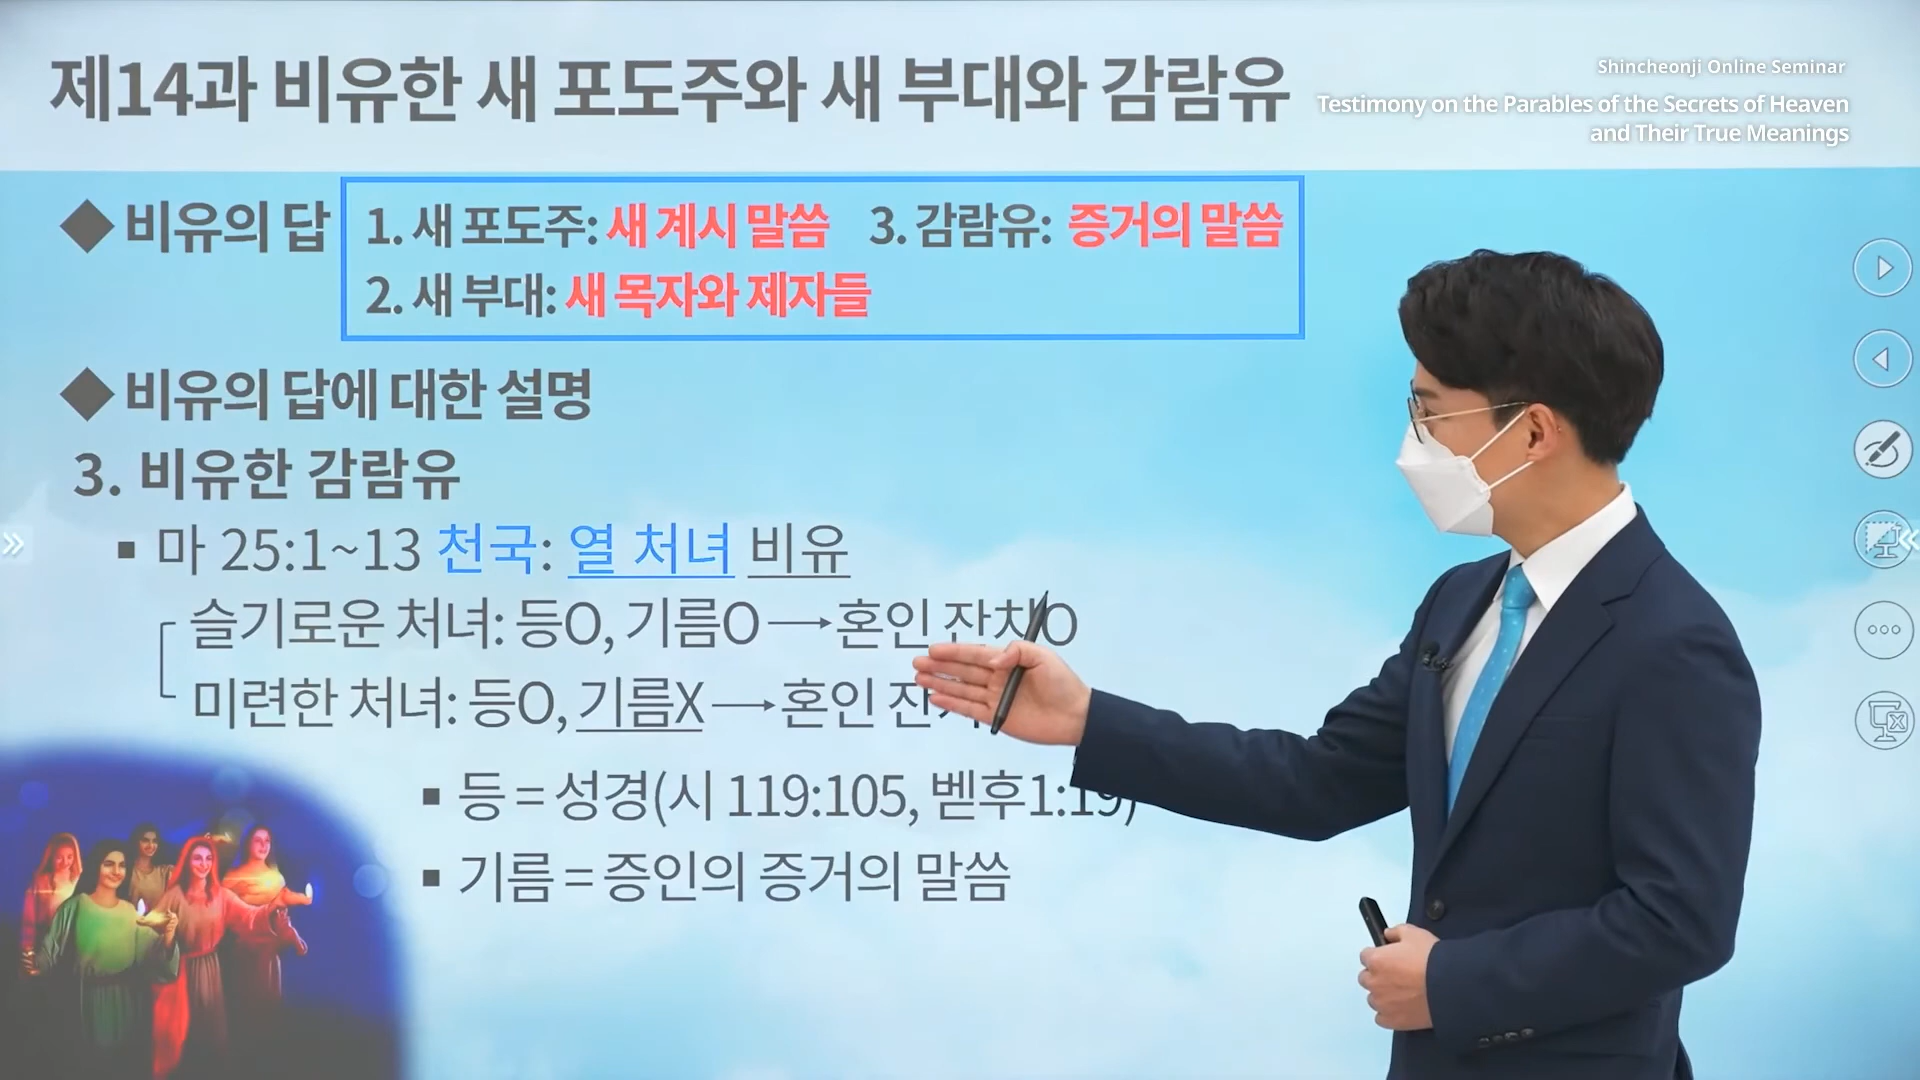 제14과 비유한 새 포도주와 새 부대와 감람유
Shincheonji Online Seminar
Testimony on the Parables of the Secrets of Heaven
and Their True Meanings
◆ 비유의 답
1. 새 포도주: 새 계시 말씀 3. 감람유: 증거의 말씀
2. 새 부대: 새 목자와 제자들
◆ 비유의 답에 대한 설명
3. 비유한 감람유
▪ 마 25:1~13 천국: 열 처녀 비유
슬기로운 처녀: 등O, 기름O → 혼인 잔치O
미련한 처녀: 등O, 기름X → 혼인
▪ 등 = 성경(시 119:105, 벧후1:19)
▪ 기름 = 증인의 증거의 말씀